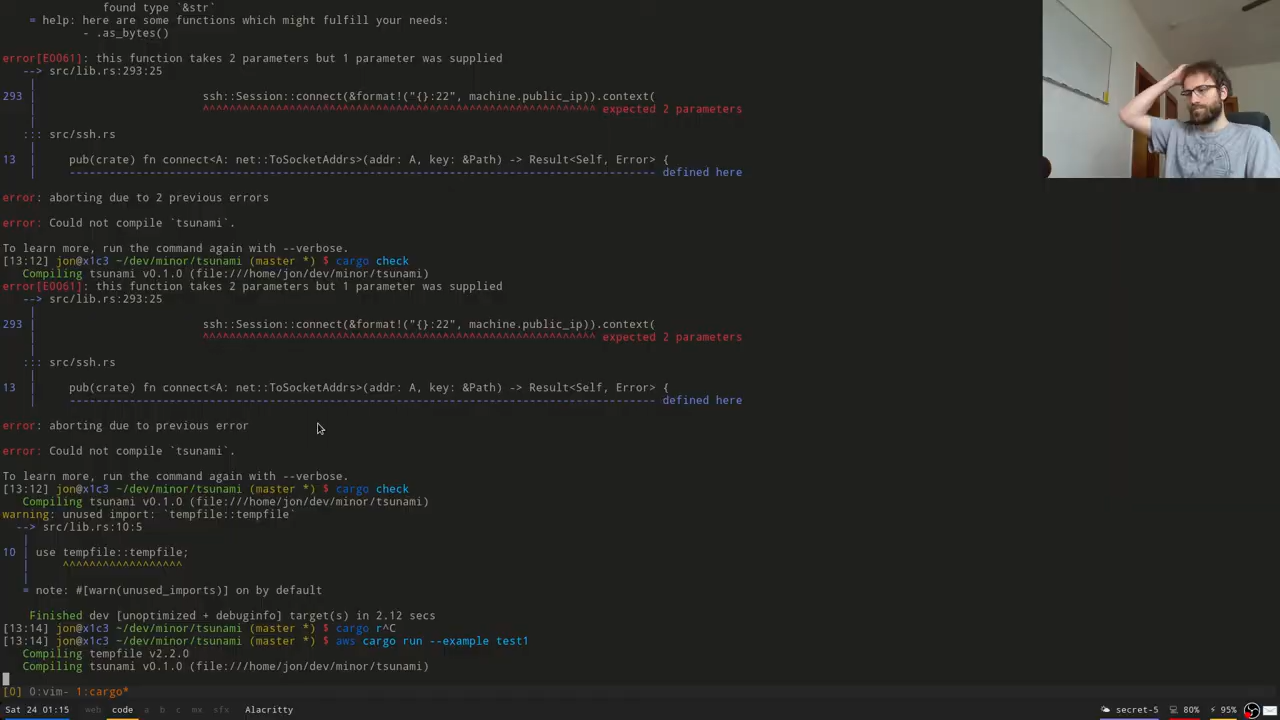 found type `&str`
= help: here are some functions which might fulfill your needs:
- .as_bytes()
error[E0061]: this function takes 2 parameters but 1 parameter was supplied
--> src/lib.rs:293:25
|
293 | ssh::Session::connect(&format!("{}:22", machine.public_ip)).context(
| ^^^^^^^^^^^^^^^^^^^^^^^^^^^^^^^^^^^^^^^^^^^^^^^^^^^^^^^^^^^ expected 2 parameters
|
::: src/ssh.rs
|
13 | pub(crate) fn connect<A: net::ToSocketAddrs>(addr: A, key: &Path) -> Result<Self, Error> {
| ---------------------------------------------------------------------------------------- defined here
error: aborting due to 2 previous errors
error: Could not compile `tsunami`.
To learn more, run the command again with --verbose.
[13:12] jon@x1c3 ~/dev/minor/tsunami (master *) $ cargo check
Compiling tsunami v0.1.0 (file:///home/jon/dev/minor/tsunami)
error[E0061]: this function takes 2 parameters but 1 parameter was supplied
--> src/lib.rs:293:25
|
293 | ssh::Session::connect(&format!("{}:22", machine.public_ip)).context(
| ^^^^^^^^^^^^^^^^^^^^^^^^^^^^^^^^^^^^^^^^^^^^^^^^^^^^^^^^^^^ expected 2 parameters
|
::: src/ssh.rs
|
13 | pub(crate) fn connect<A: net::ToSocketAddrs>(addr: A, key: &Path) -> Result<Self, Error> {
| ---------------------------------------------------------------------------------------- defined here
error: aborting due to previous error
error: Could not compile `tsunami`.
To learn more, run the command again with --verbose.
[13:12] jon@x1c3 ~/dev/minor/tsunami (master *) $ cargo check
Compiling tsunami v0.1.0 (file:///home/jon/dev/minor/tsunami)
warning: unused import: `tempfile::tempfile`
--> src/lib.rs:10:5
|
10 | use tempfile::tempfile;
| ^^^^^^^^^^^^^^^^^^
|
= note: #[warn(unused_imports)] on by default
Finished dev [unoptimized + debuginfo] target(s) in 2.12 secs
[13:14] jon@x1c3 ~/dev/minor/tsunami (master *) $ cargo r^C
[13:14] jon@x1c3 ~/dev/minor/tsunami (master *) $ aws cargo run --example test1
Compiling tempfile v2.2.0
Compiling tsunami v0.1.0 (file:///home/jon/dev/minor/tsunami)
[0] 0:vim- 1:cargo*
Sat 24 01:15 web code a b c mx sfx Alacritty secret-5 80% 95%